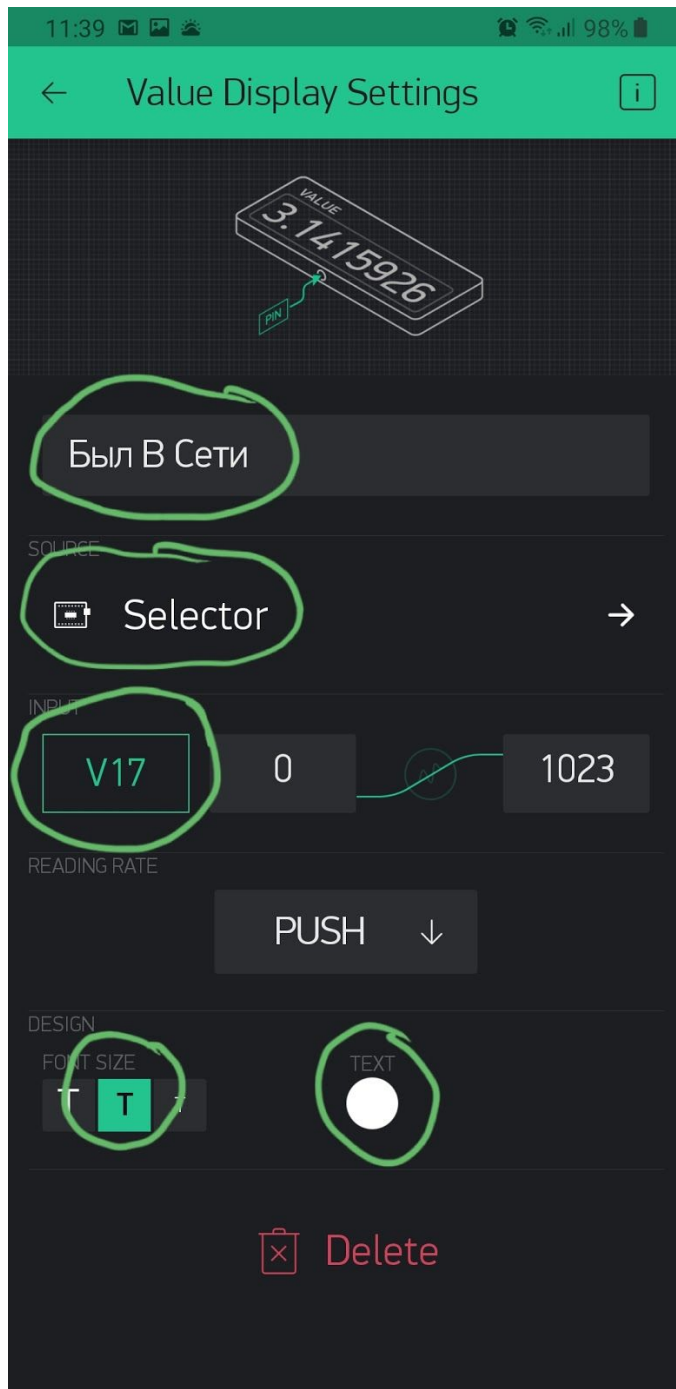 11:39 98%
Value Display Settings
VALUE
3.1415926
PIN
Был В Сети
SOURCE
Selector
INPUT
V17 0 1023
READING RATE
PUSH
DESIGN
FONT SIZE TEXT
T T T
Delete